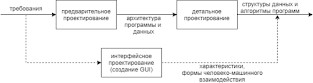 требования
предварительное
проектирование
архитектура
программы и
данных
детальное
проектирование
структуры данных и
алгоритмы программ
интерфейсное
проектирование
(создание GUI)
характеристики,
формы человеко-машинного
взаимодействия